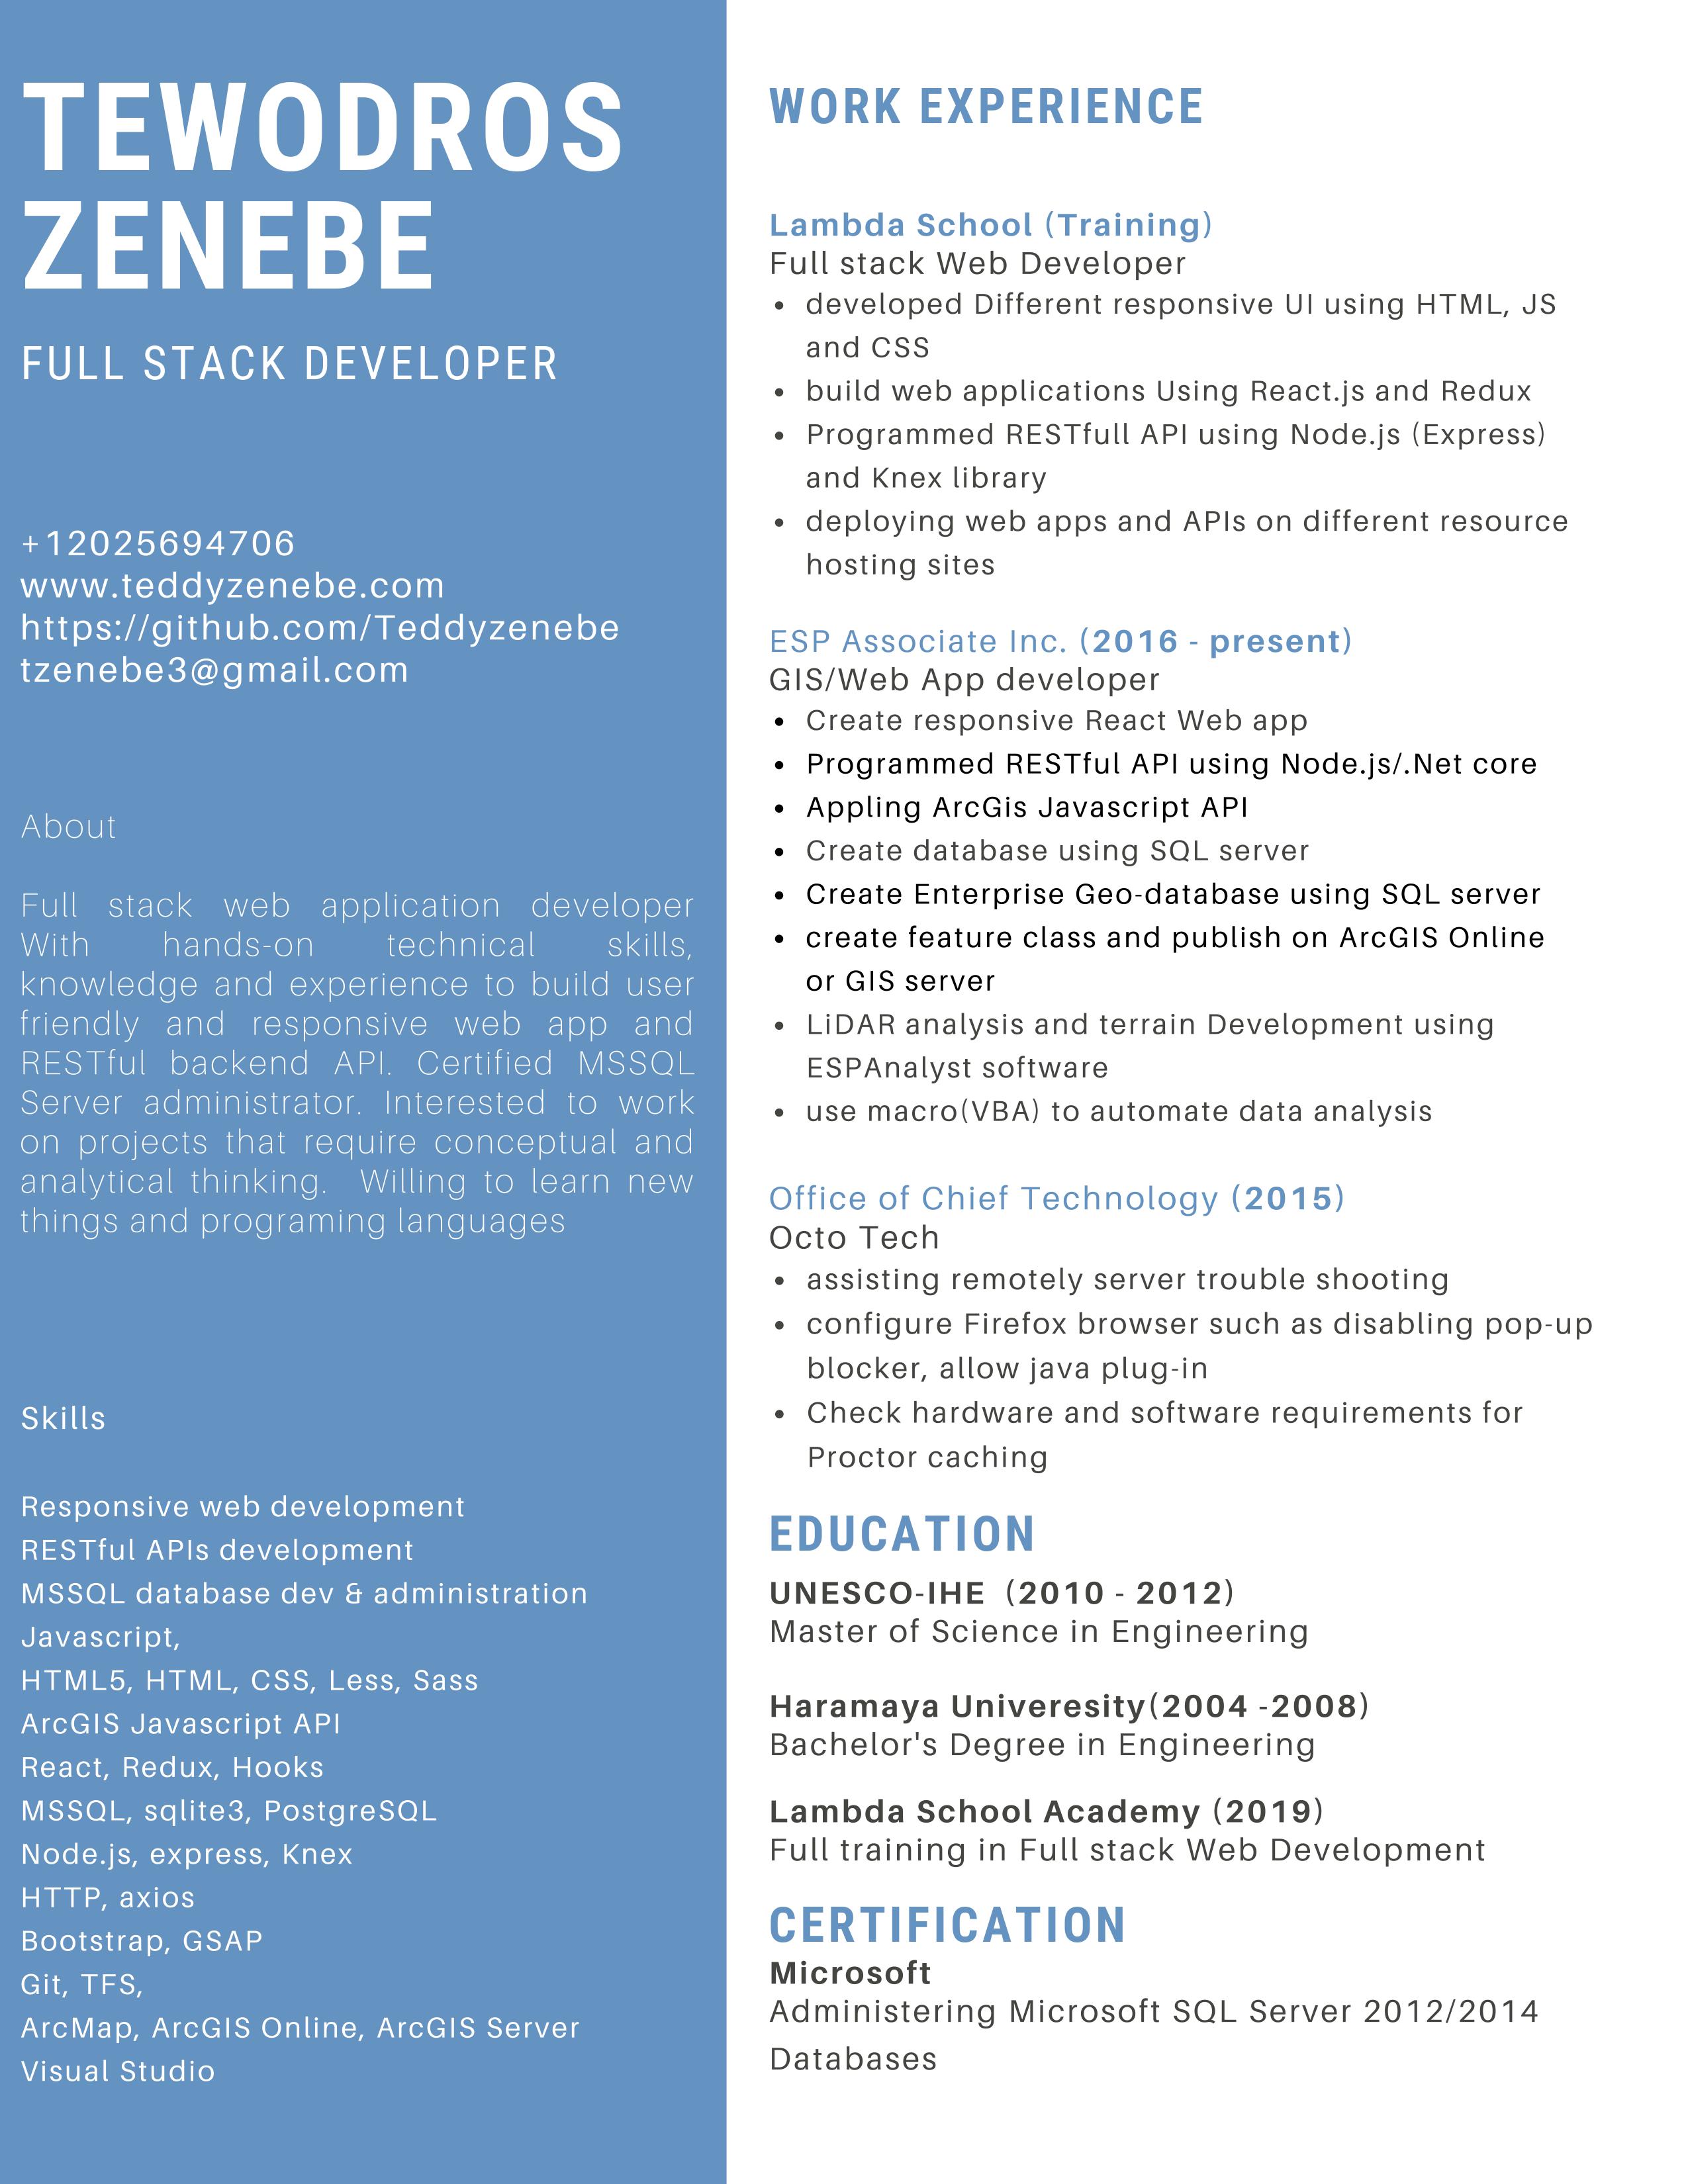 TEWODROS
ZENEBE
FULL STACK DEVELOPER
+12025694706
www.teddyzenebe.com
https://github.com/Teddyzenebe
tzenebe3@gmail.com
About
Full stack web application developer
With hands-on technical skills,
knowledge and experience to build user
friendly and responsive web app and
RESTful backend API. Certified MSSQL
Server administrator. Interested to work
on projects that require conceptual and
analytical thinking. Willing to learn new
things and programing languages
Skills
Responsive web development
RESTful APIs development
MSSQL database dev & administration
Javascript,
HTML5, HTML, CSS, Less, Sass
ArcGIS Javascript API
React, Redux, Hooks
MSSQL, sqlite3, PostgreSQL
Node.js, express, Knex
HTTP, axios
Bootstrap, GSAP
Git, TFS,
ArcMap, ArcGIS Online, ArcGIS Server
Visual Studio
WORK EXPERIENCE
Lambda School (Training)
Full stack Web Developer
• developed Different responsive UI using HTML, JS
and CSS
• build web applications Using React.js and Redux
• Programmed RESTfull API using Node.js (Express)
and Knex library
• deploying web apps and APIs on different resource
hosting sites
ESP Associate Inc. (2016 - present)
GIS/Web App developer
• Create responsive React Web app
• Programmed RESTful API using Node.js/.Net core
• Appling ArcGis Javascript API
• Create database using SQL server
• Create Enterprise Geo-database using SQL server
• create feature class and publish on ArcGIS Online
or GIS server
• LiDAR analysis and terrain Development using
ESPAnalyst software
• use macro(VBA) to automate data analysis
Office of Chief Technology (2015)
Octo Tech
• assisting remotely server trouble shooting
• configure Firefox browser such as disabling pop-up
blocker, allow java plug-in
• Check hardware and software requirements for
Proctor caching
EDUCATION
UNESCO-IHE (2010 - 2012)
Master of Science in Engineering
Haramaya Univeresity(2004 -2008)
Bachelor's Degree in Engineering
Lambda School Academy (2019)
Full training in Full stack Web Development
CERTIFICATION
Microsoft
Administering Microsoft SQL Server 2012/2014
Databases